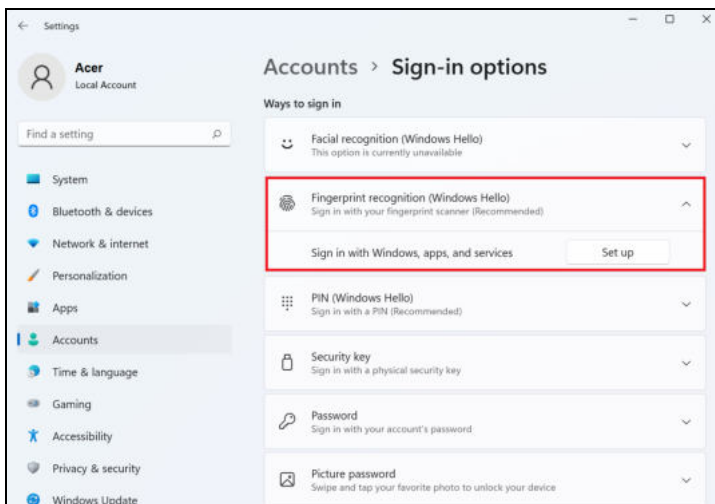 Settings
Acer
Local Account
Find a setting
System
Bluetooth & devices
Network & internet
Personalization
Apps
Accounts
Time & language
Gaming
Accessibility
Privacy & security
Windows Update
Accounts > Sign-in options
Ways to sign in
Facial recognition (Windows Hello)
This option is currently unavailable
Fingerprint recognition (Windows Hello)
Sign in with your fingerprint scanner (Recommended)
Sign in with Windows, apps, and services Set up
PIN (Windows Hello)
Sign in with a PIN (Recommended)
Security key
Sign in with a physical security key
Password
Sign in with your account's password
Picture password
Swipe and tap your favorite photo to unlock your device